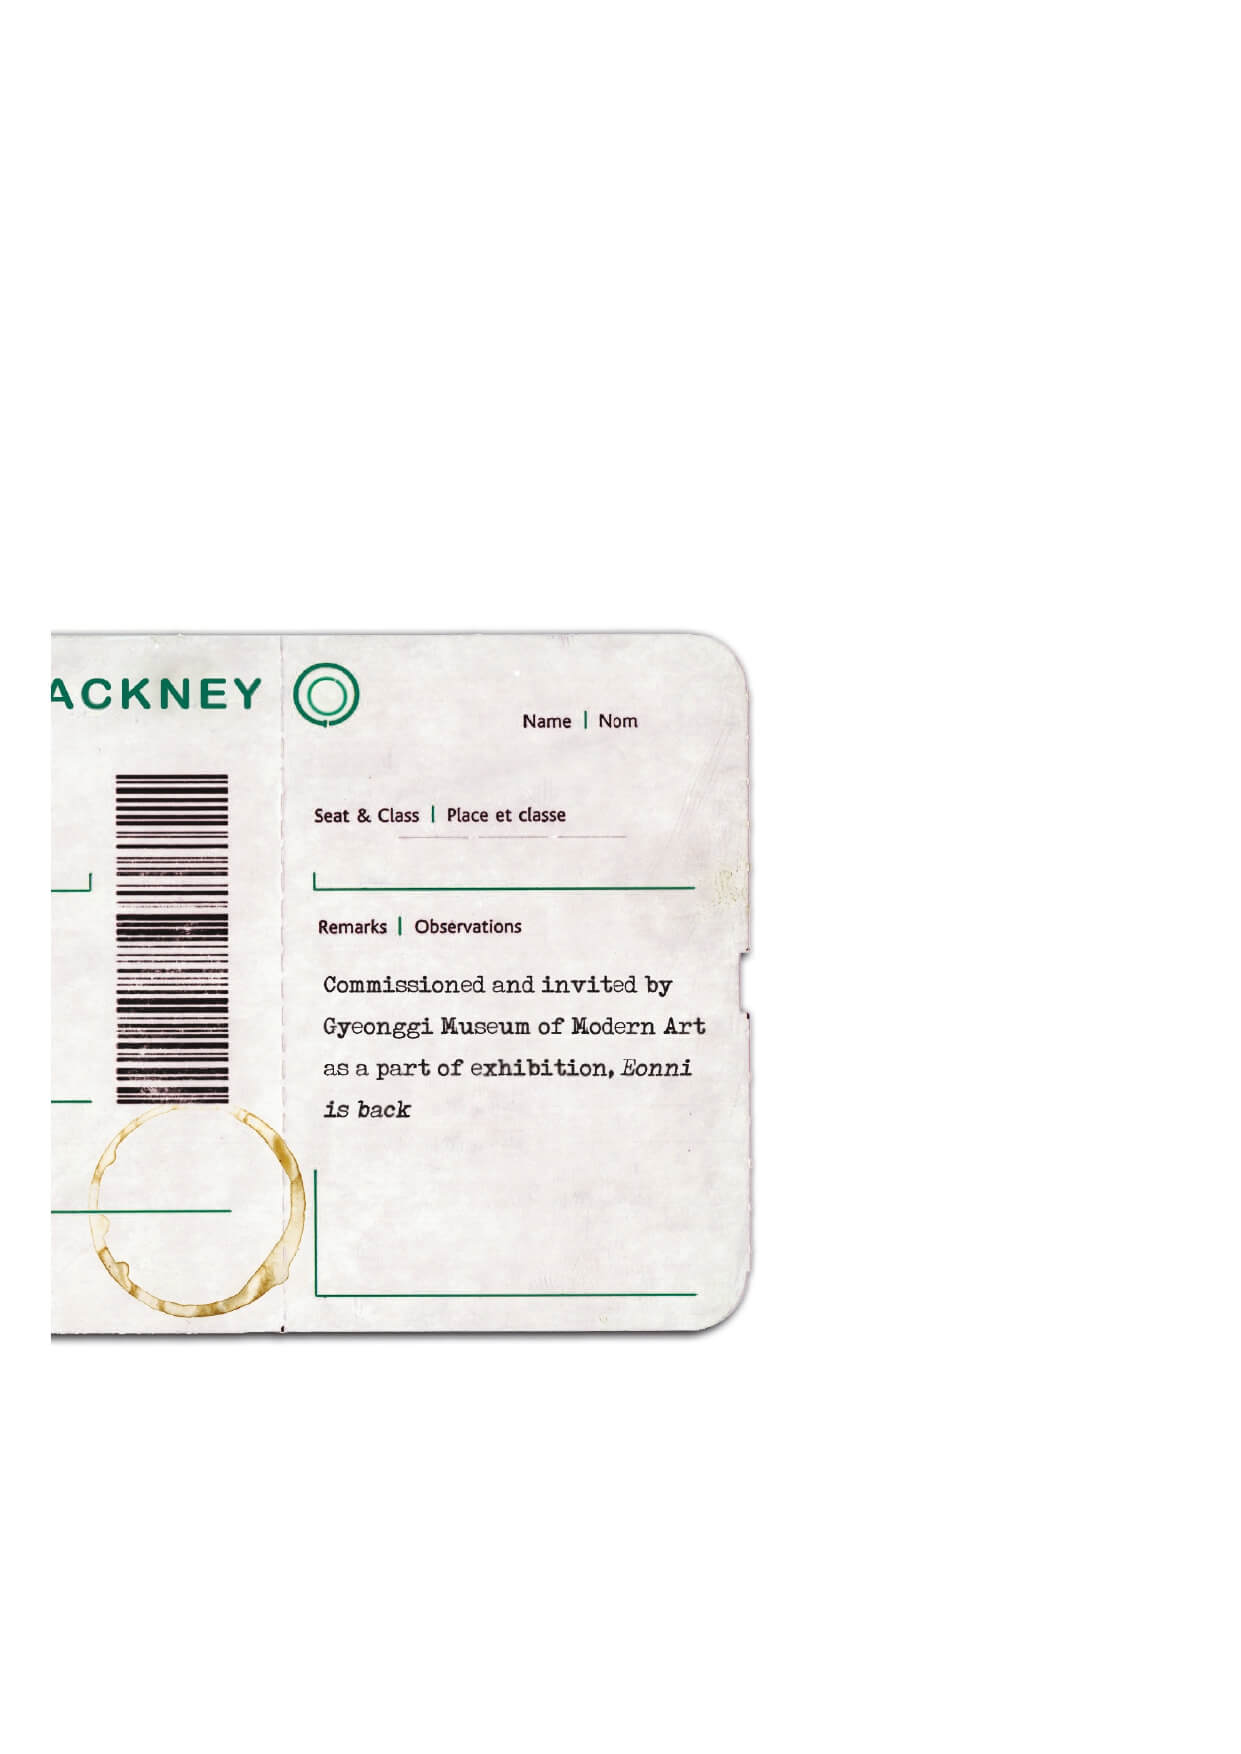 ACKNEY
Name | Nom
Seat & Class | Place et classe
Remarks | Observations
Commissioned and invited by
Gyeonggi Museum of Modern Art
as a part of exhibition, Eonni
is back